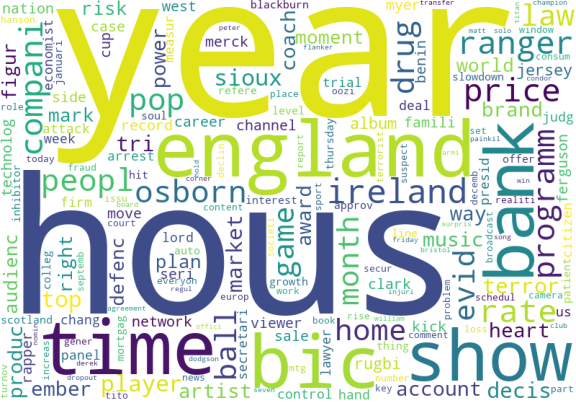 nation
risk
west
blackburn
myer
peter
transfer
law
matt
solo
window
champion
titan
hanson
case
cup
economist
merck
coach
moment
flanker
measur
ranger
consum
year
januari
figur
compani
power
sioux
drug
benin
world
jersey
slowdown
condor
side
pop
soul
refere
place
trial
oozi
deal
price
role
mark
attack
record
career
level
channel
album
famili
brand
judg
technolog
week
tri
arrest
england
report
thursday
terrorist
suspect
armi
set
painkil
today
fraud
declin
offer
ferguson
inhibitor
peopl
hit
osborn
ireland
bank
programm
decemb
win
presid
realiti
citizen
firm
issu
board
corner
hold
content
interest
approv
sport
way
broadcast
song
audienc
move
court
lord
game
award
month
music
evid
terror
patient
right
colleg
defenc
plan
auto
seri
everyon
regul
market
societi
growth
work
europ
secur
clark
line
friday
surpris
bristol
hous
top
septemb
problem
schedul
camera
rate
us
scotland
chang
agreement
time
network
ball
secretari
viewer
book
william
rise
injuri
home
comment
kick
loss
club
heart
produc
mortgag
offici
rapper
gener
panel
nomin
derek
dodgson
bic
sale
lawyer
thing
rugbi
number
show
turnov
increas
dropout
news
seven
mtg
ember
player
tito
artist
control
hand
key
account
decis
parti